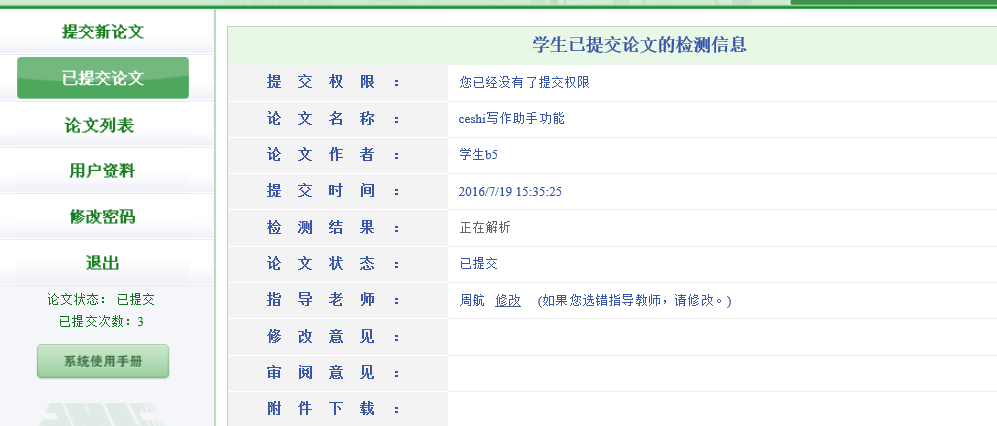 提交新论文
已提交论文
论文列表
用户资料
修改密码
退出
论文状态： 已提交
已提交次数：3
系统使用手册
学生已提交论文的检测信息
提 交 权 限 ： 您已经没有了提交权限
论 文 名 称 ： ceshi写作助手功能
论 文 作 者 ： 学生b5
提 交 时 间 ： 2016/7/19 15:35:25
检 测 结 果 ： 正在解析
论 文 状 态 ： 已提交
指 导 老 师 ： 周航 修改 (如果您选错指导教师，请修改。)
修 改 意 见 ：
审 阅 意 见 ：
附 件 下 载 ：